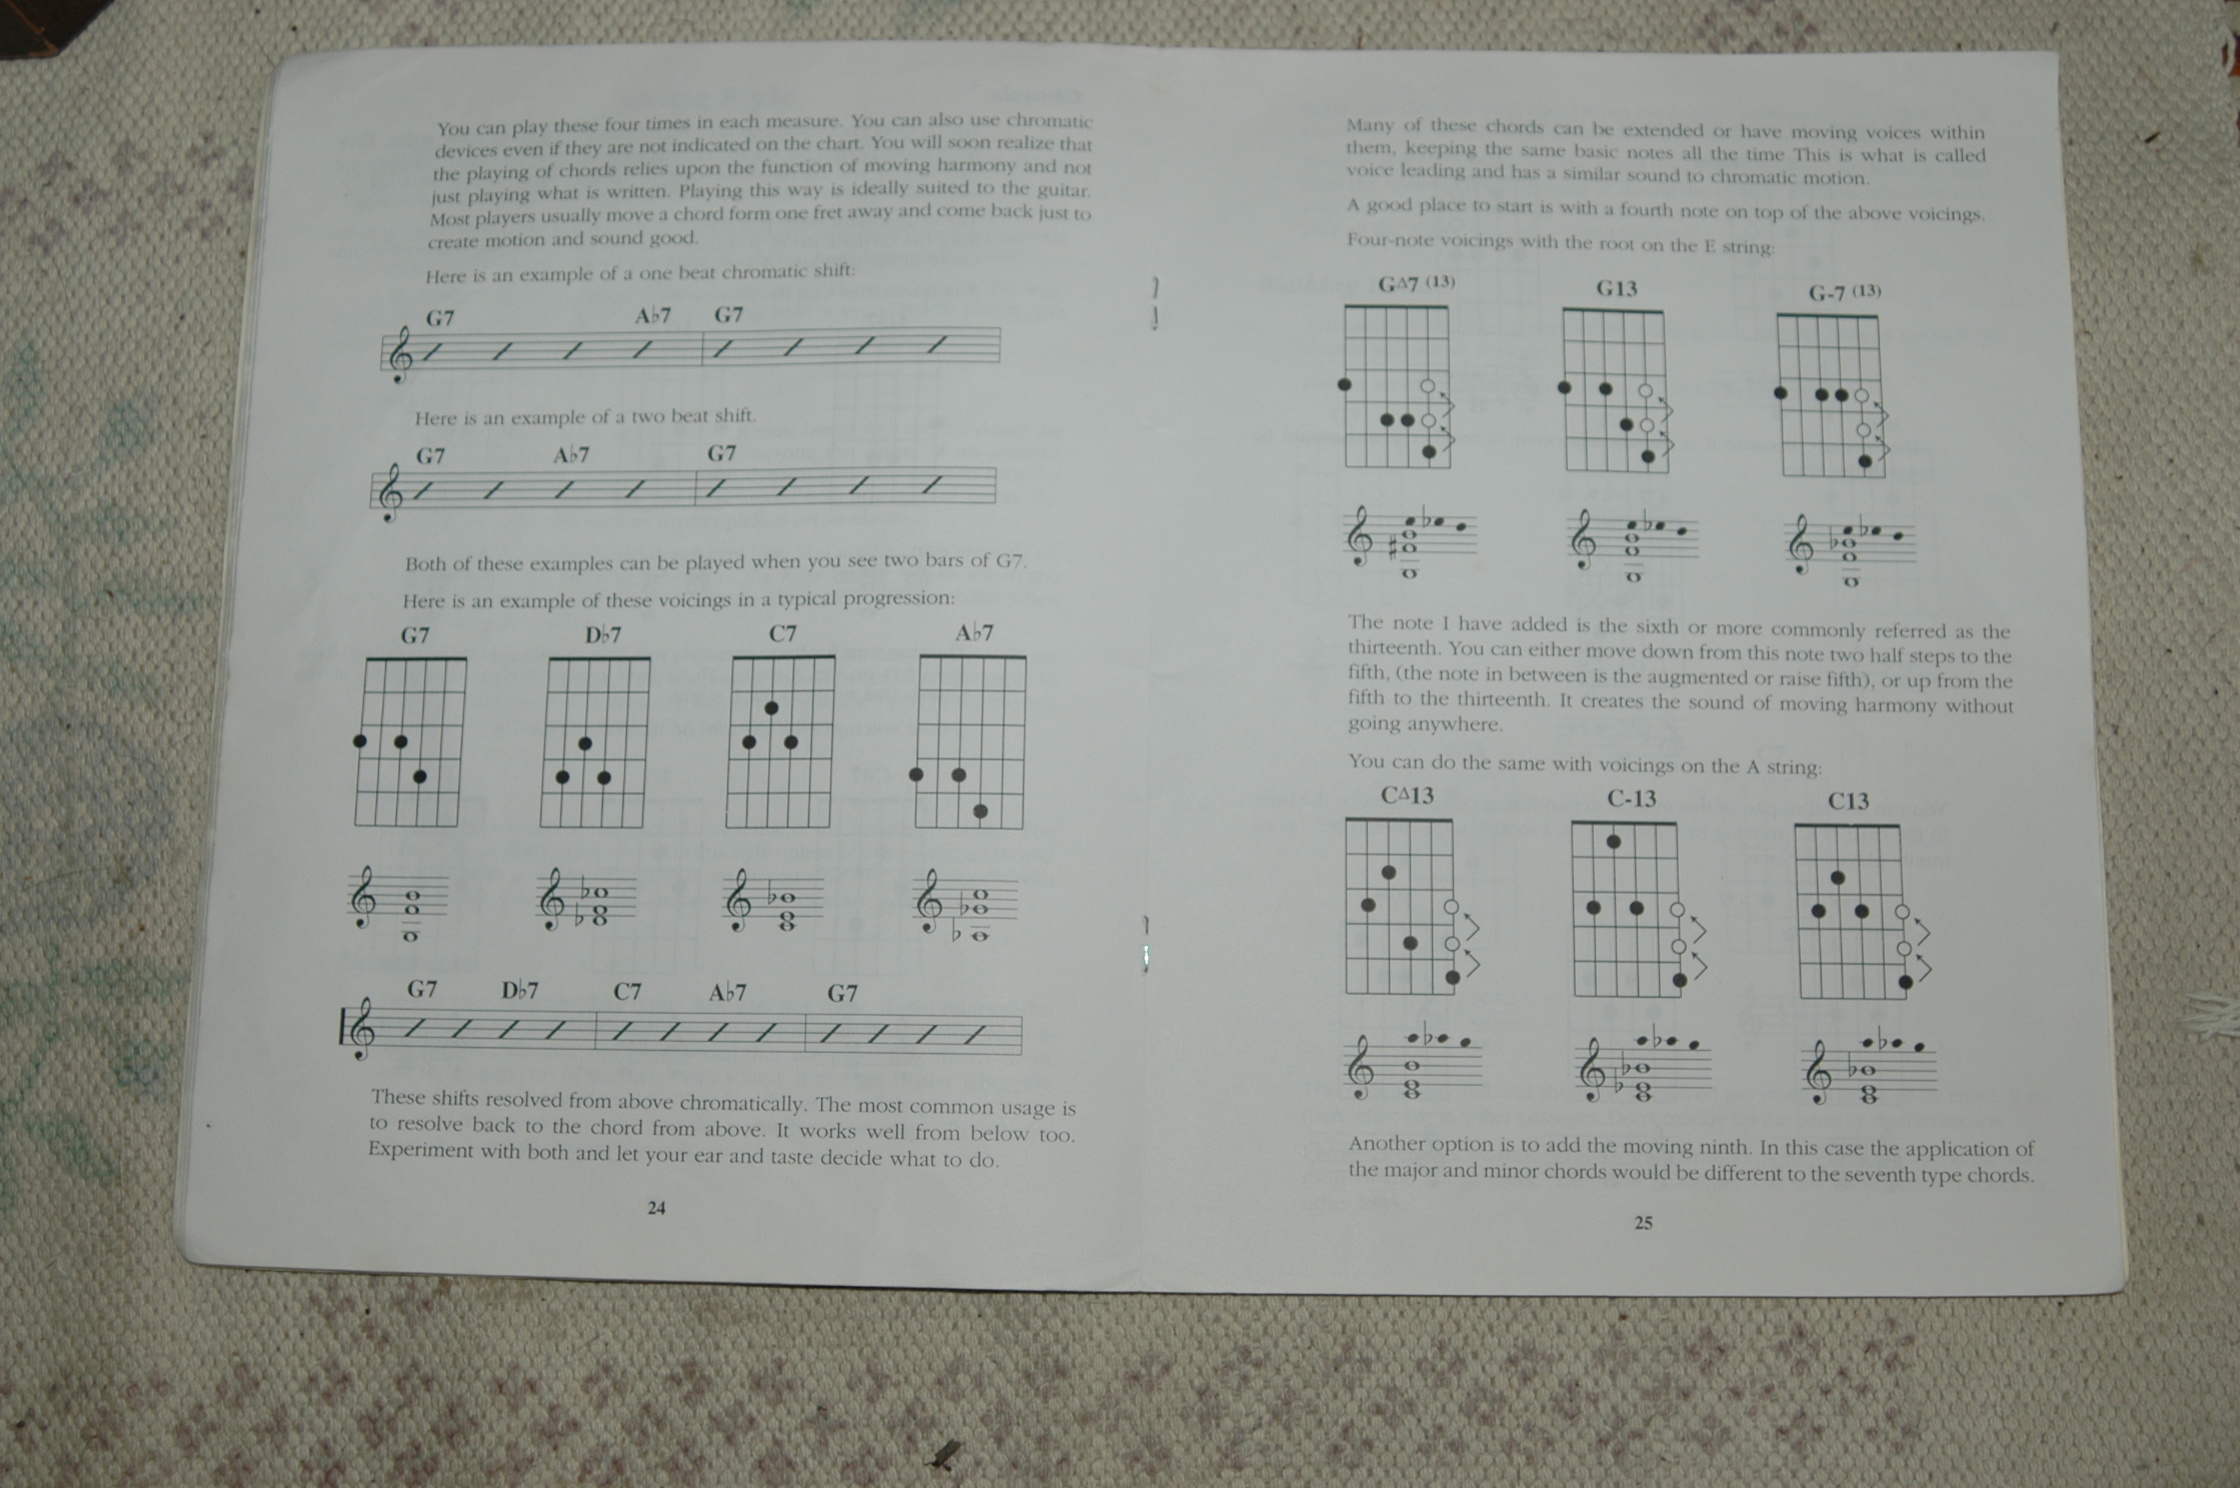 You can play these four times in each measure. You can also use chromatic
devices even if they are not indicated on the chart. You will soon realize that
the playing of chords relies upon the function of moving harmony and not
just playing what is written. Playing this way is ideally suited to the guitar.
Most players usually move a chord form one fret away and come back just to
create motion and sound good.
Here is an example of a one beat chromatic shift:
G7 A♭7 G7
Here is an example of a two beat shift.
G7 A♭7 G7
Both of these examples can be played when you see two bars of G7.
Here is an example of these voicings in a typical progression:
G7 D♭7 C7 A♭7
G7 D♭7 C7 A♭7 G7
These shifts resolved from above chromatically. The most common usage is
to resolve back to the chord from above. It works well from below too.
Experiment with both and let your ear and taste decide what to do.
24
Many of these chords can be extended or have moving voices within
them, keeping the same basic notes all the time This is what is called
voice leading and has a similar sound to chromatic motion.
A good place to start is with a fourth note on top of the above voicings.
Four-note voicings with the root on the E string:
G△7 (13) G13 G-7 (13)
The note I have added is the sixth or more commonly referred as the
thirteenth. You can either move down from this note two half steps to the
fifth, (the note in between is the augmented or raise fifth), or up from the
fifth to the thirteenth. It creates the sound of moving harmony without
going anywhere.
You can do the same with voicings on the A string:
C△13 C-13 C13
Another option is to add the moving ninth. In this case the application of
the major and minor chords would be different to the seventh type chords.
25